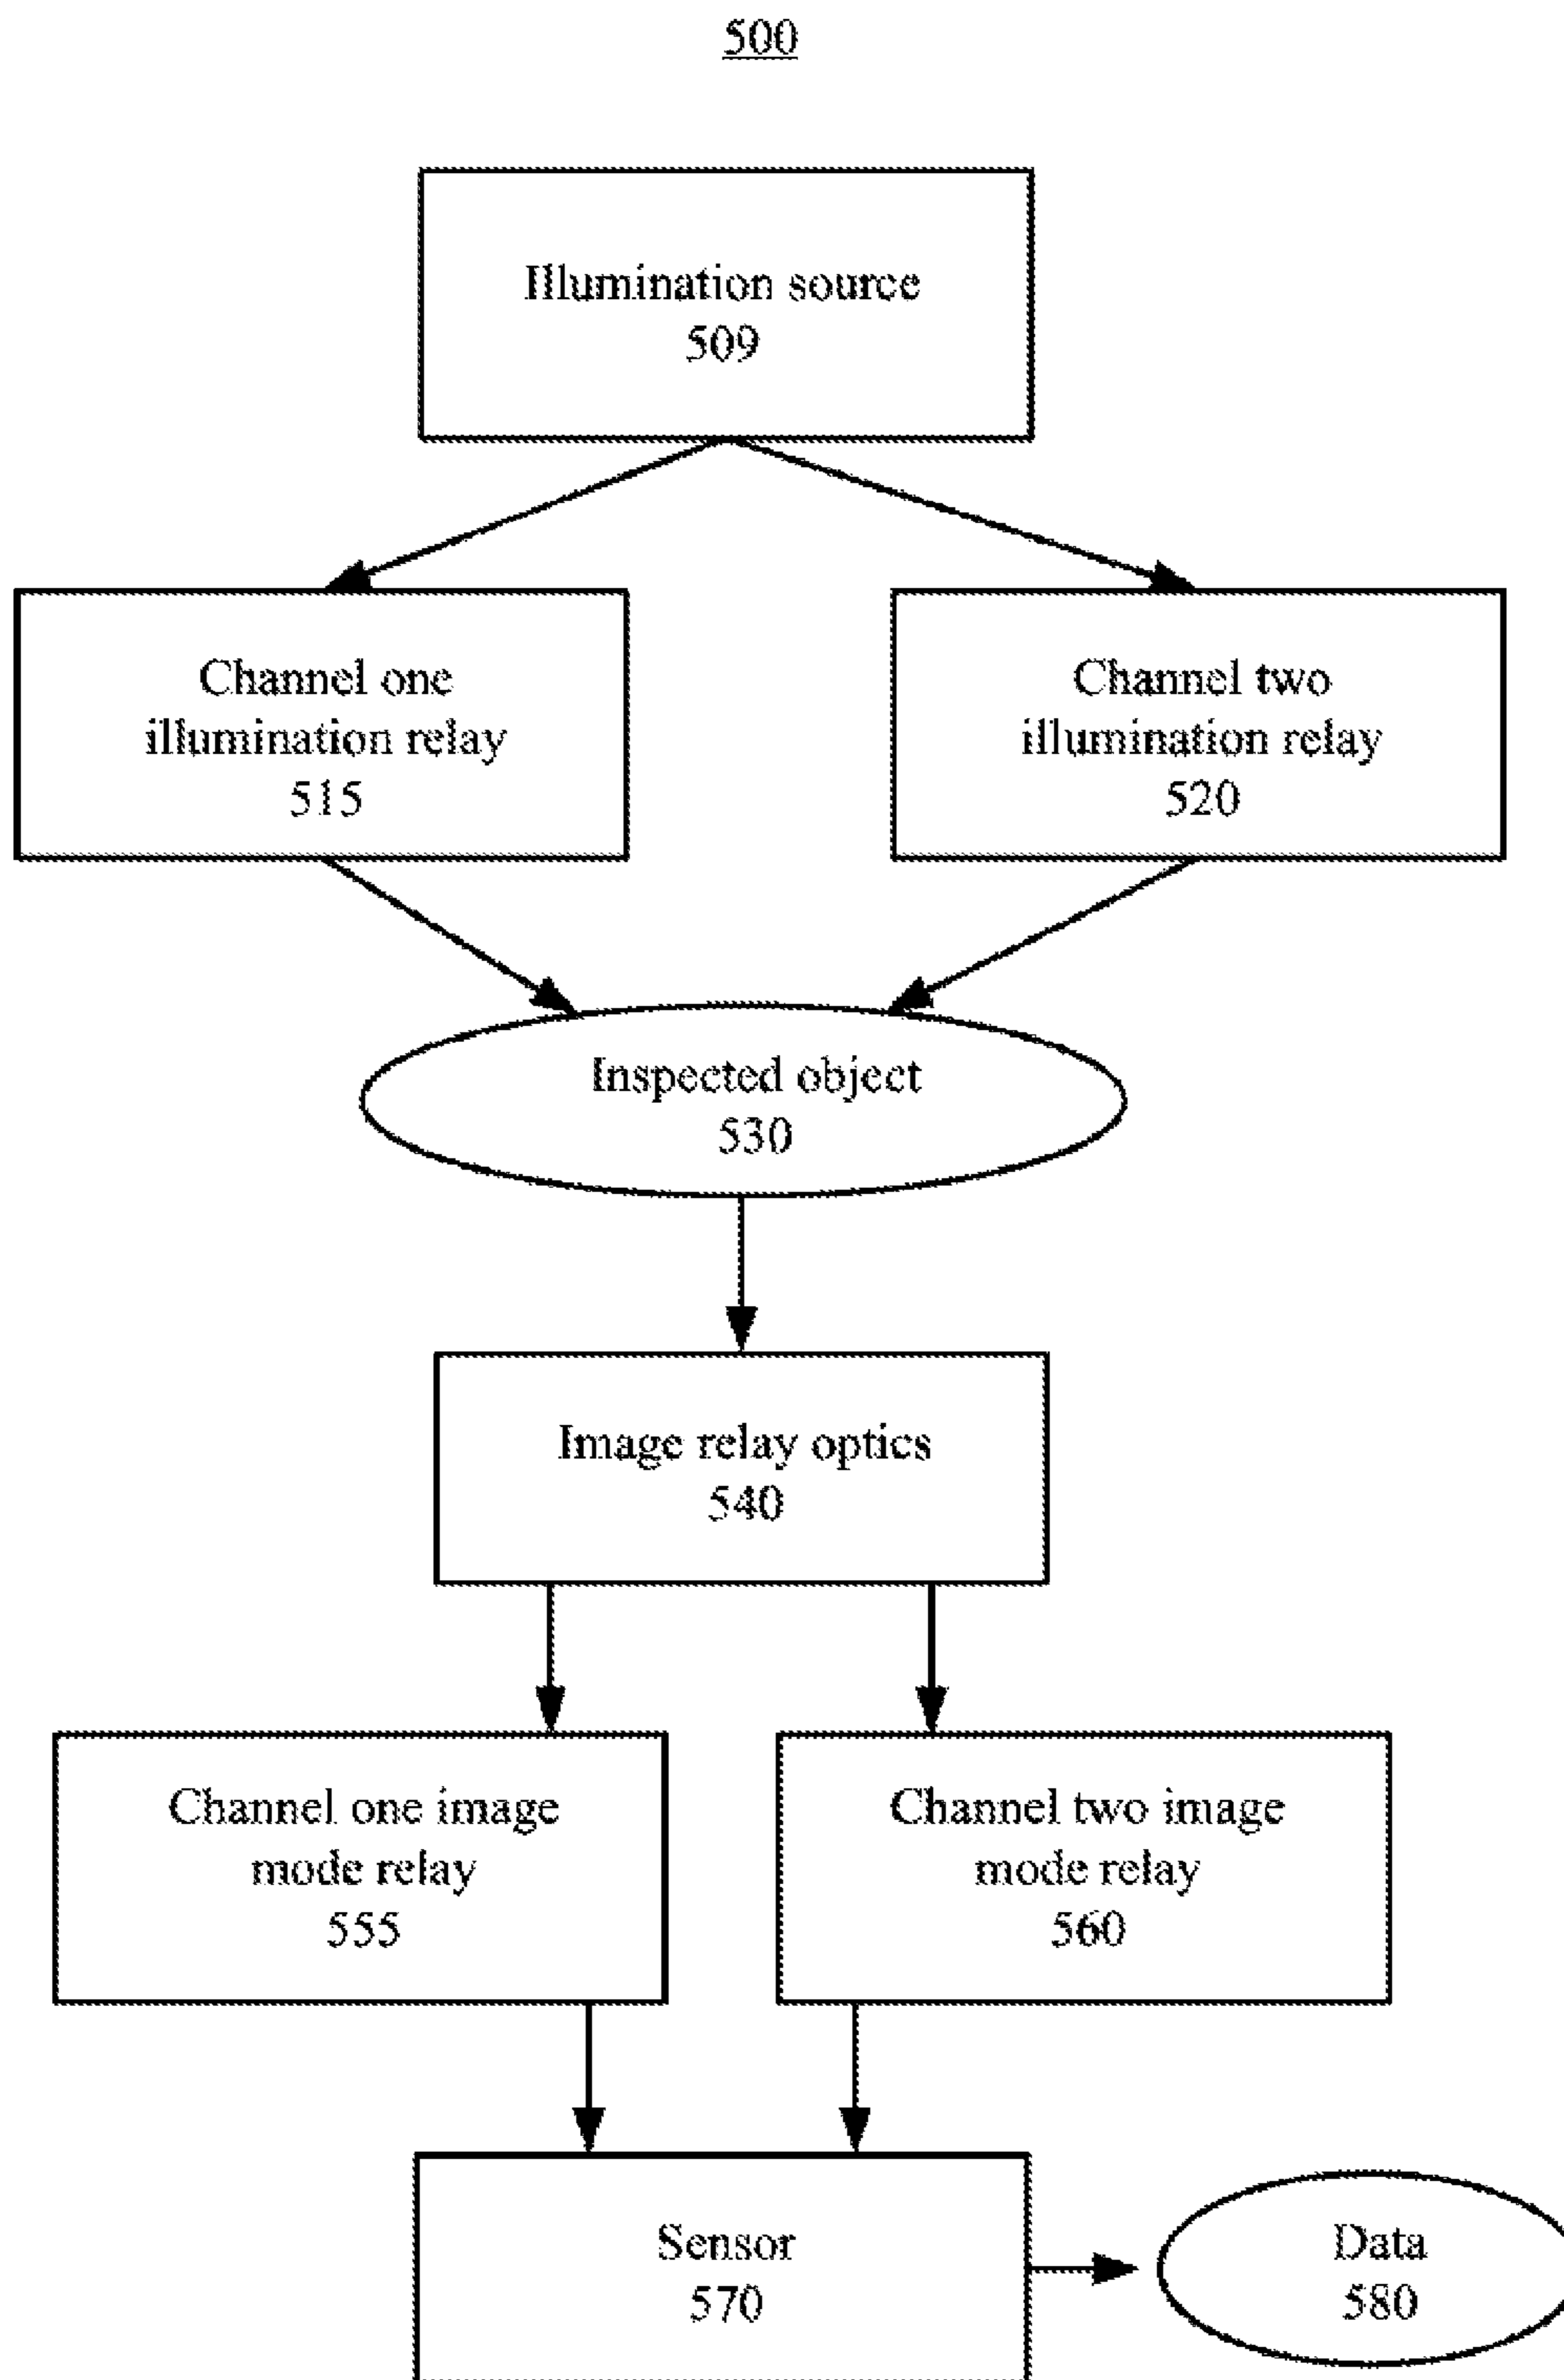 500
Illumination source
509
Channel one
illumination relay
515
Channel two
illumination relay
520
Inspected object
530
Image relay optics
540
Channel one image
mode relay
555
Channel two image
mode relay
560
Sensor
570
Data
580